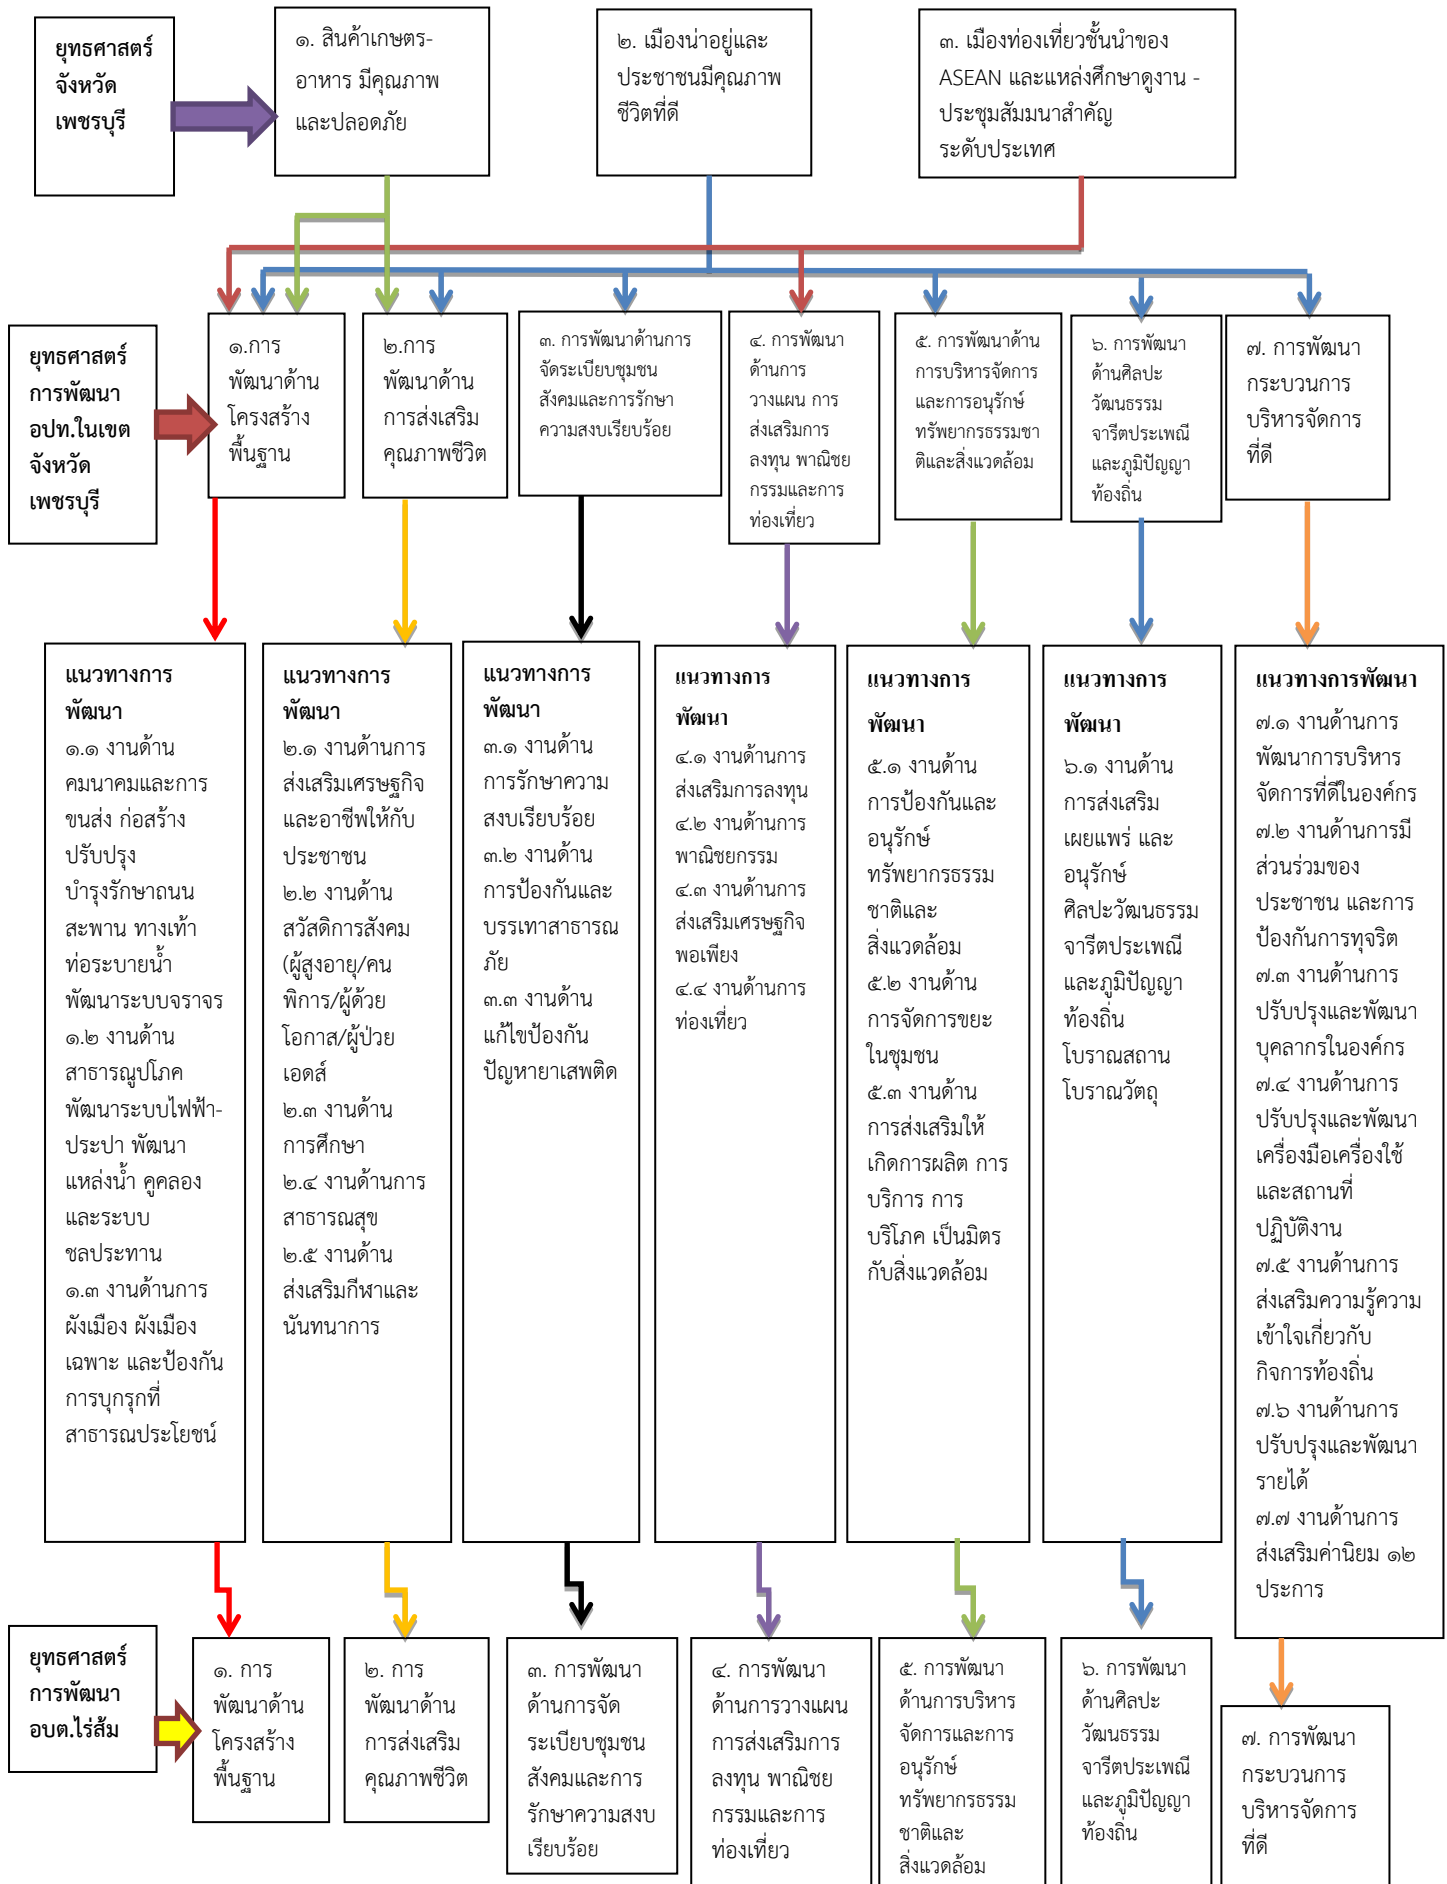 ยุทธศาสตร์
จังหวัด
เพชรบุรี
๑. สินค้าเกษตร-
อาหาร มีคุณภาพ
และปลอดภัย
๒. เมืองน่าอยู่และ
ประชาชนมีคุณภาพ
ชีวิตที่ดี
๓. เมืองท่องเที่ยวชั้นนำของ
ASEAN และแหล่งศึกษาดูงาน -
ประชุมสัมมนาสำคัญ
ระดับประเทศ
ยุทธศาสตร์
การพัฒนา
อปท.ในเขต
จังหวัด
เพชรบุรี
๑.การ
พัฒนาด้าน
โครงสร้าง
พื้นฐาน
๒.การ
พัฒนาด้าน
การส่งเสริม
คุณภาพชีวิต
๓. การพัฒนาด้านการ
จัดระเบียบชุมชน
สังคมและการรักษา
ความสงบเรียบร้อย
๔. การพัฒนา
ด้านการ
วางแผน การ
ส่งเสริมการ
ลงทุน พาณิชย
กรรมและการ
ท่องเที่ยว
๕. การพัฒนาด้าน
การบริหารจัดการ
และการอนุรักษ์
ทรัพยากรธรรมชา
ติและสิ่งแวดล้อม
๖. การพัฒนา
ด้านศิลปะ
วัฒนธรรม
จารีตประเพณี
และภูมิปัญญา
ท้องถิ่น
๗. การพัฒนา
กระบวนการ
บริหารจัดการ
ที่ดี
แนวทางการ
พัฒนา
๑.๑ งานด้าน
คมนาคมและการ
ขนส่ง ก่อสร้าง
ปรับปรุง
บำรุงรักษาถนน
สะพาน ทางเท้า
ท่อระบายน้ำ
พัฒนาระบบจราจร
๑.๒ งานด้าน
สาธารณูปโภค
พัฒนาระบบไฟฟ้า-
ประปา พัฒนา
แหล่งน้ำ คูคลอง
และระบบ
ชลประทาน
๑.๓ งานด้านการ
ผังเมือง ผังเมือง
เฉพาะ และป้องกัน
การบุกรุกที่
สาธารณประโยชน์
แนวทางการ
พัฒนา
๒.๑ งานด้านการ
ส่งเสริมเศรษฐกิจ
และอาชีพให้กับ
ประชาชน
๒.๒ งานด้าน
สวัสดิการสังคม
(ผู้สูงอายุ/คน
พิการ/ผู้ด้วย
โอกาส/ผู้ป่วย
เอดส์
๒.๓ งานด้าน
การศึกษา
๒.๔ งานด้านการ
สาธารณสุข
๒.๕ งานด้าน
ส่งเสริมกีฬาและ
นันทนาการ
แนวทางการ
พัฒนา
๓.๑ งานด้าน
การรักษาความ
สงบเรียบร้อย
๓.๒ งานด้าน
การป้องกันและ
บรรเทาสาธารณ
ภัย
๓.๓ งานด้าน
แก้ไขป้องกัน
ปัญหายาเสพติด
แนวทางการ
พัฒนา
๔.๑ งานด้านการ
ส่งเสริมการลงทุน
๔.๒ งานด้านการ
พาณิชยกรรม
๔.๓ งานด้านการ
ส่งเสริมเศรษฐกิจ
พอเพียง
๔.๔ งานด้านการ
ท่องเที่ยว
แนวทางการ
พัฒนา
๕.๑ งานด้าน
การป้องกันและ
อนุรักษ์
ทรัพยากรธรรม
ชาติและ
สิ่งแวดล้อม
๕.๒ งานด้าน
การจัดการขยะ
ในชุมชน
๕.๓ งานด้าน
การส่งเสริมให้
เกิดการผลิต การ
บริการ การ
บริโภค เป็นมิตร
กับสิ่งแวดล้อม
แนวทางการ
พัฒนา
๖.๑ งานด้าน
การส่งเสริม
เผยแพร่ และ
อนุรักษ์
ศิลปะวัฒนธรรม
จารีตประเพณี
และภูมิปัญญา
ท้องถิ่น
โบราณสถาน
โบราณวัตถุ
แนวทางการพัฒนา
๗.๑ งานด้านการ
พัฒนาการบริหาร
จัดการที่ดีในองค์กร
๗.๒ งานด้านการมี
ส่วนร่วมของ
ประชาชน และการ
ป้องกันการทุจริต
๗.๓ งานด้านการ
ปรับปรุงและพัฒนา
บุคลากรในองค์กร
๗.๔ งานด้านการ
ปรับปรุงและพัฒนา
เครื่องมือเครื่องใช้
และสถานที่
ปฏิบัติงาน
๗.๕ งานด้านการ
ส่งเสริมความรู้ความ
เข้าใจเกี่ยวกับ
กิจการท้องถิ่น
๗.๖ งานด้านการ
ปรับปรุงและพัฒนา
รายได้
๗.๗ งานด้านการ
ส่งเสริมค่านิยม ๑๒
ประการ
ยุทธศาสตร์
การพัฒนา
อบต.ไร่ส้ม
๑. การ
พัฒนาด้าน
โครงสร้าง
พื้นฐาน
๒. การ
พัฒนาด้าน
การส่งเสริม
คุณภาพชีวิต
๓. การพัฒนา
ด้านการจัด
ระเบียบชุมชน
สังคมและการ
รักษาความสงบ
เรียบร้อย
๔. การพัฒนา
ด้านการวางแผน
การส่งเสริมการ
ลงทุน พาณิชย
กรรมและการ
ท่องเที่ยว
๕. การพัฒนา
ด้านการบริหาร
จัดการและการ
อนุรักษ์
ทรัพยากรธรรม
ชาติและ
สิ่งแวดล้อม
๖. การพัฒนา
ด้านศิลปะ
วัฒนธรรม
จารีตประเพณี
และภูมิปัญญา
ท้องถิ่น
๗. การพัฒนา
กระบวนการ
บริหารจัดการ
ที่ดี